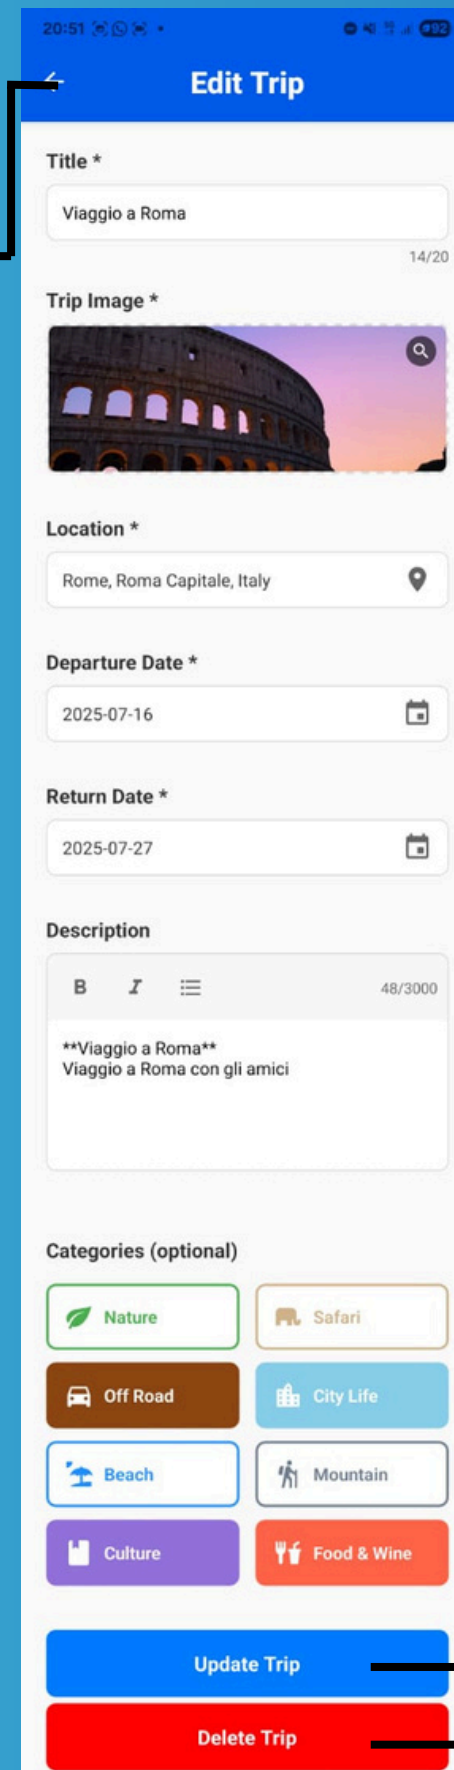 20:51
92
Edit Trip
Title *
Viaggio a Roma
14/20
Trip Image *
Location *
Rome, Roma Capitale, Italy
Departure Date *
2025-07-16
Return Date *
2025-07-27
Description
B I 48/3000
**Viaggio a Roma**
Viaggio a Roma con gli amici
Categories (optional)
Nature Safari
Off Road City Life
Beach Mountain
Culture Food & Wine
Update Trip
Delete Trip